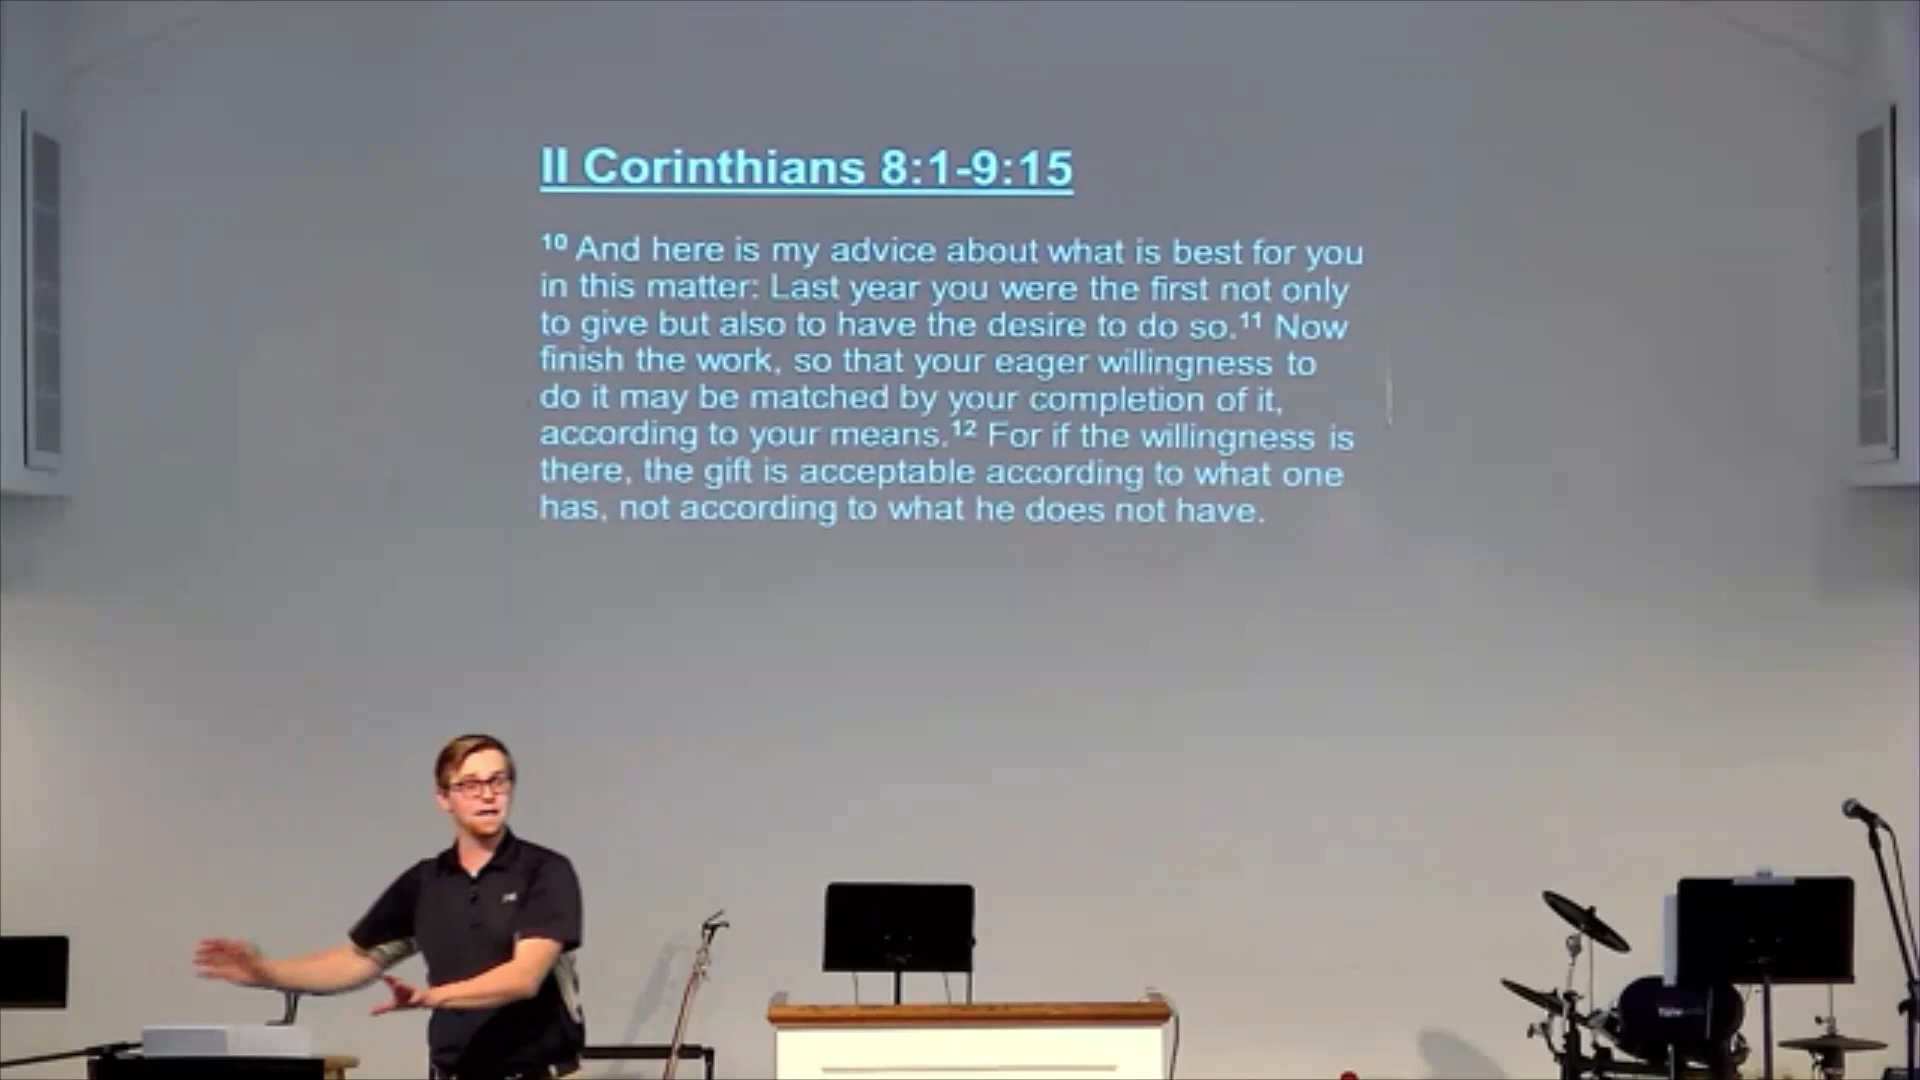 II Corinthians 8:1-9:15
¹⁰ And here is my advice about what is best for you
in this matter: Last year you were the first not only
to give but also to have the desire to do so.¹¹ Now
finish the work, so that your eager willingness to
do it may be matched by your completion of it,
according to your means.¹² For if the willingness is
there, the gift is acceptable according to what one
has, not according to what he does not have.